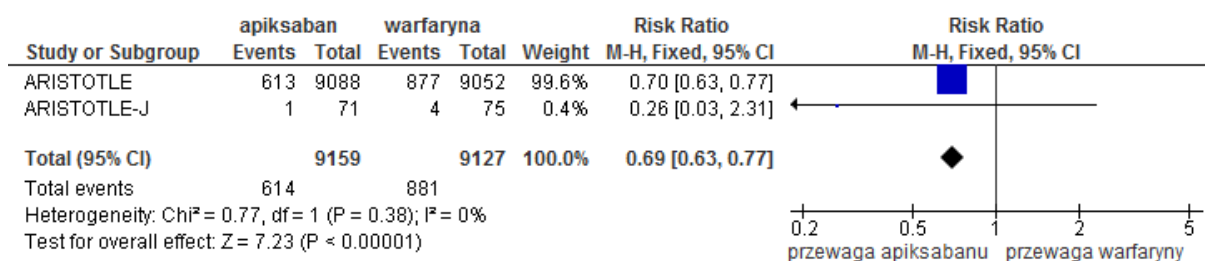 apiksaban warfaryna Risk Ratio Risk Ratio
Study or Subgroup Events Total Events Total Weight M-H, Fixed, 95% CI M-H, Fixed, 95% CI
ARISTOTLE 613 9088 877 9052 99.6% 0.70 [0.63, 0.77]
ARISTOTLE-J 1 71 4 75 0.4% 0.26 [0.03, 2.31]
Total (95% CI) 9159 9127 100.0% 0.69 [0.63, 0.77]
Total events 614 881
Heterogeneity: Chi² = 0.77, df = 1 (P = 0.38); I² = 0%
Test for overall effect: Z = 7.23 (P < 0.00001)
0.2 0.5 1 2 5
przewaga apiksabanu przewaga warfaryny